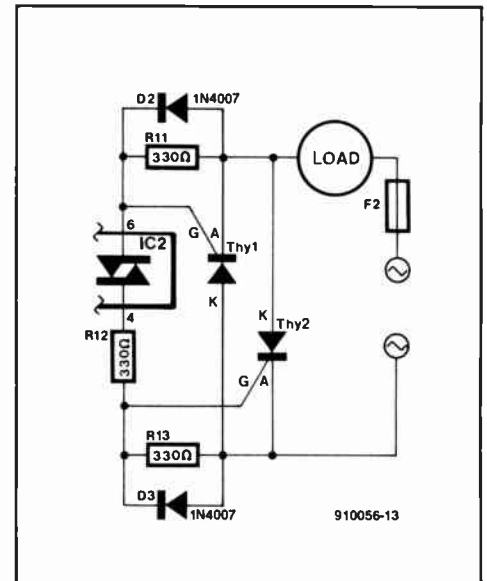 D2
1N4007
R11
330Ω
LOAD
F2
6
IC2
G A
Thy1
K
4
K
Thy2
R12
330Ω
G A
R13
330Ω
D3
1N4007
910056-13